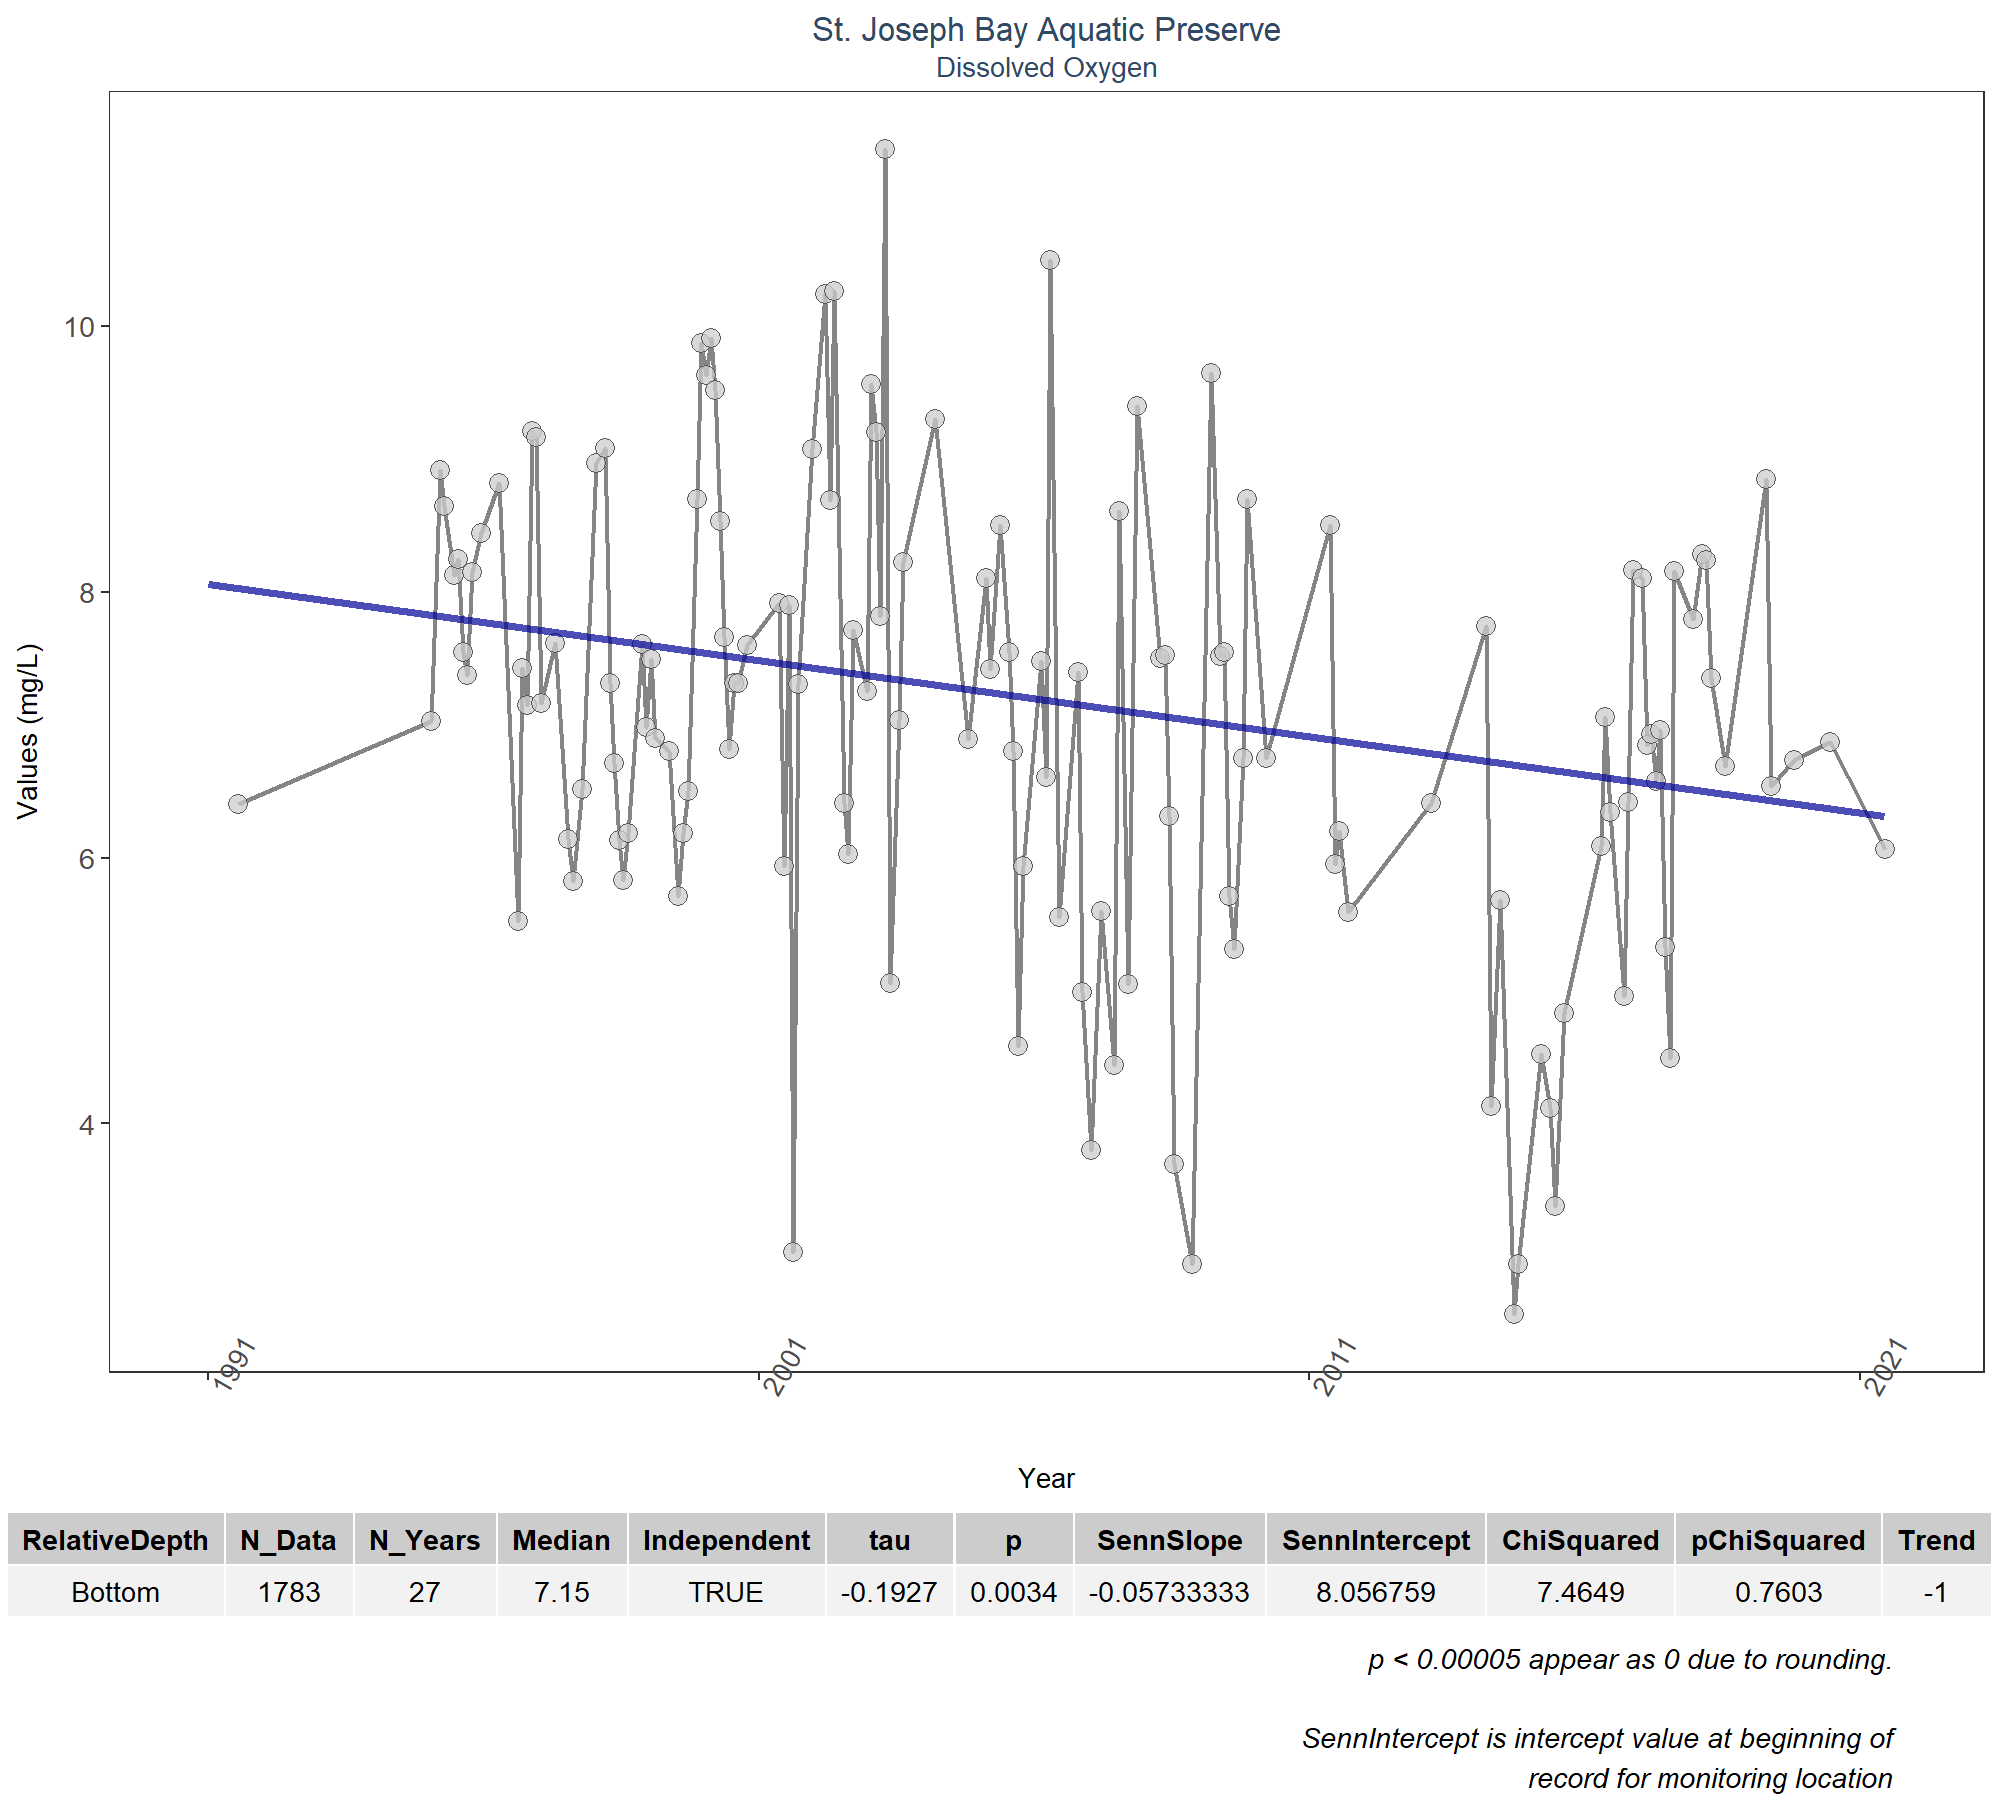 St. Joseph Bay Aquatic Preserve
Dissolved Oxygen
Values (mg/L)
10
8
6
4
1991
2001
2011
2021
Year
RelativeDepth N_Data N_Years Median Independent tau p SennSlope SennIntercept ChiSquared pChiSquared Trend
Bottom 1783 27 7.15 TRUE -0.1927 0.0034 -0.05733333 8.056759 7.4649 0.7603 -1
p < 0.00005 appear as 0 due to rounding.
SennIntercept is intercept value at beginning of
record for monitoring location